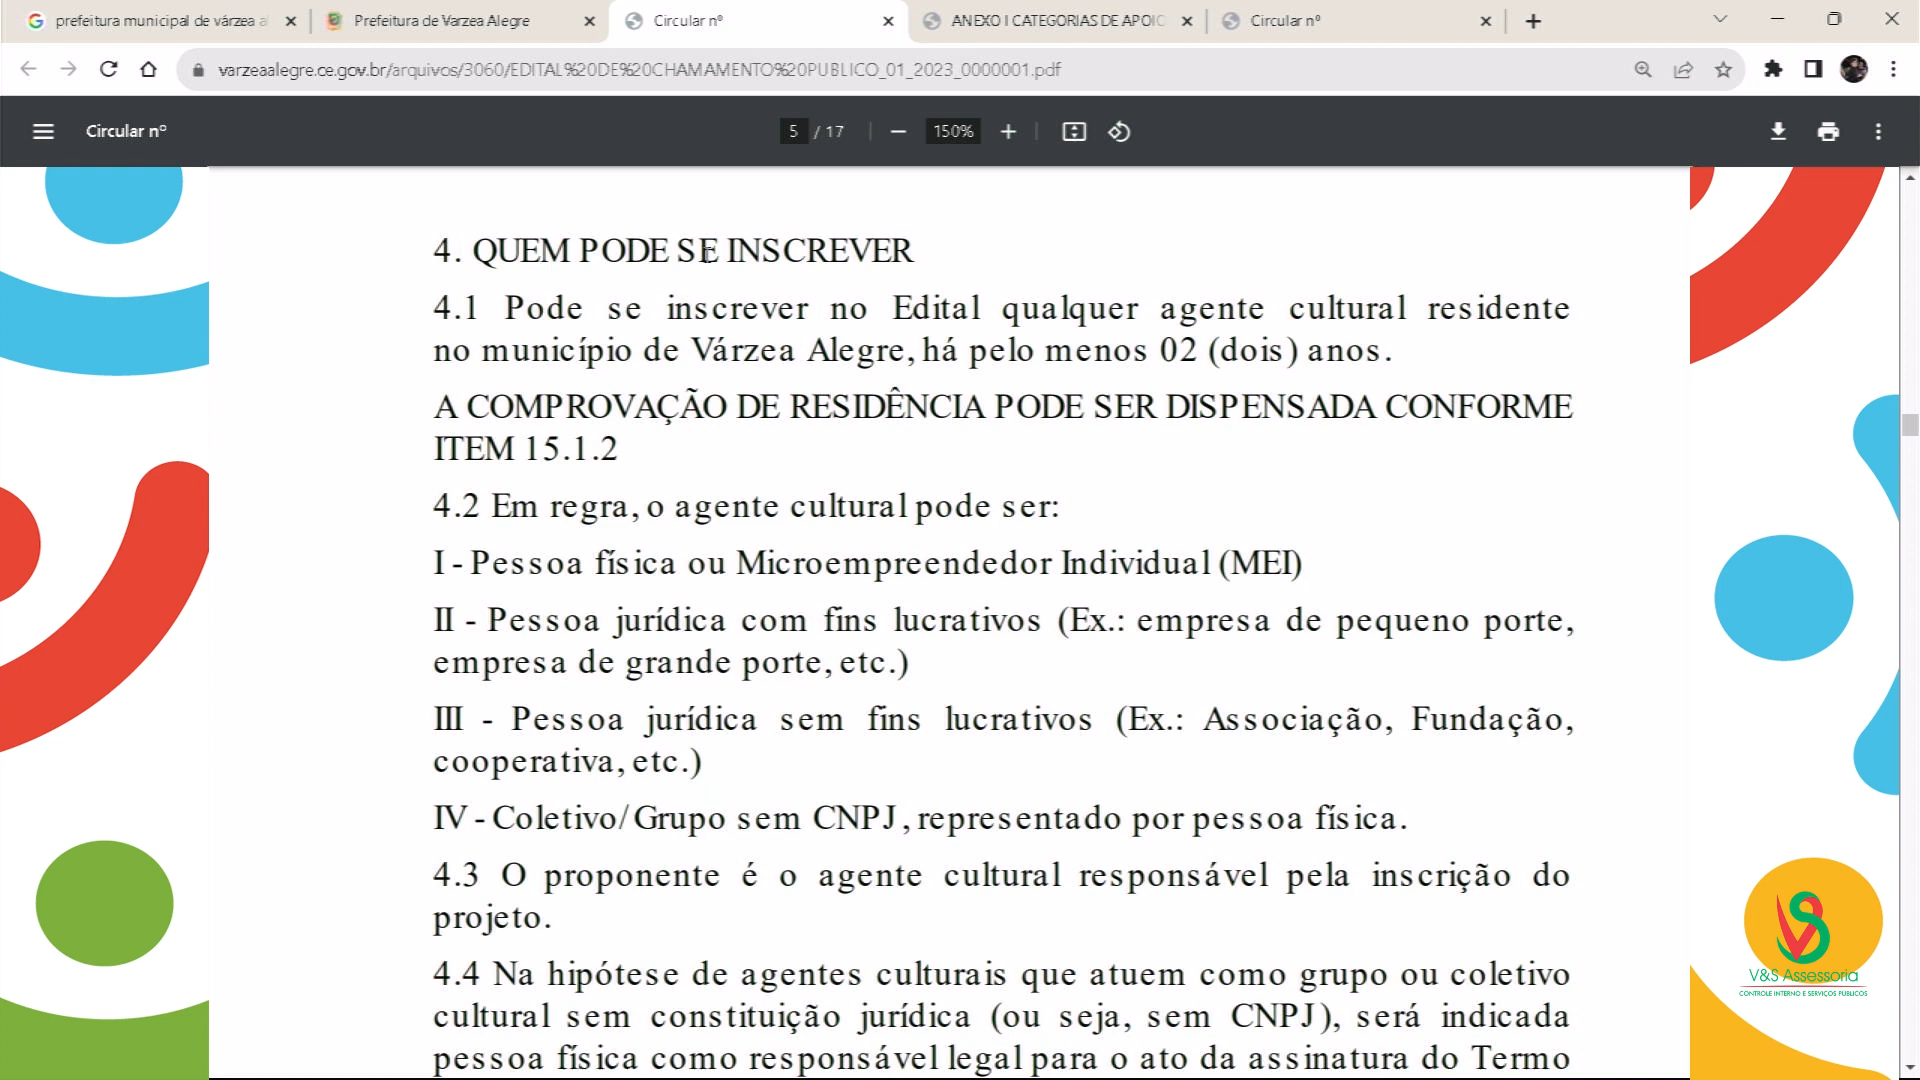 prefeitura municipal de várzea al
Prefeitura de Varzea Alegre
Circular nº
ANEXO I CATEGORIAS DE APOIO
Circular nº
varzeaalegre.ce.gov.br/arquivos/3060/EDITAL%20DE%20CHAMAMENTO%20PUBLICO_01_2023_0000001.pdf
Circular nº
5 / 17
150%
4. QUEM PODE SE INSCREVER
4.1 Pode se inscrever no Edital qualquer agente cultural residente
no município de Várzea Alegre, há pelo menos 02 (dois) anos.
A COMPROVAÇÃO DE RESIDÊNCIA PODE SER DISPENSADA CONFORME
ITEM 15.1.2
4.2 Em regra, o agente cultural pode ser:
I - Pessoa física ou Microempreendedor Individual (MEI)
II - Pessoa jurídica com fins lucrativos (Ex.: empresa de pequeno porte,
empresa de grande porte, etc.)
III - Pessoa jurídica sem fins lucrativos (Ex.: Associação, Fundação,
cooperativa, etc.)
IV - Coletivo/Grupo sem CNPJ, representado por pessoa física.
4.3 O proponente é o agente cultural responsável pela inscrição do
projeto.
4.4 Na hipótese de agentes culturais que atuem como grupo ou coletivo
cultural sem constituição jurídica (ou seja, sem CNPJ), será indicada
pessoa física como responsável legal para o ato da assinatura do Termo
V&S Assessoria
CONTROLE INTERNO E SERVIÇOS PUBLICOS